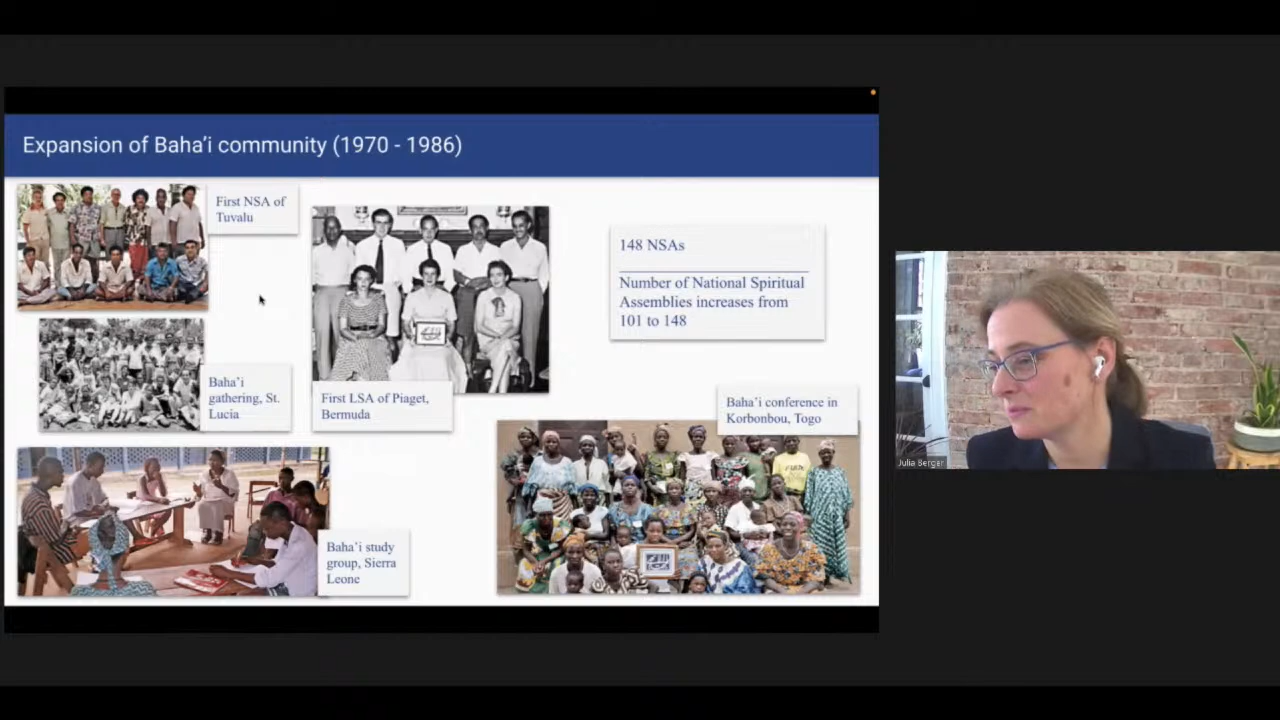 Expansion of Baha'i community (1970 - 1986)
First NSA of
Tuvalu
Baha'i
gathering, St.
Lucia
First LSA of Piaget,
Bermuda
148 NSAs
Number of National Spiritual
Assemblies increases from
101 to 148
Baha'i conference in
Korbonbou, Togo
Baha'i study
group, Sierra
Leone
Julia Berger